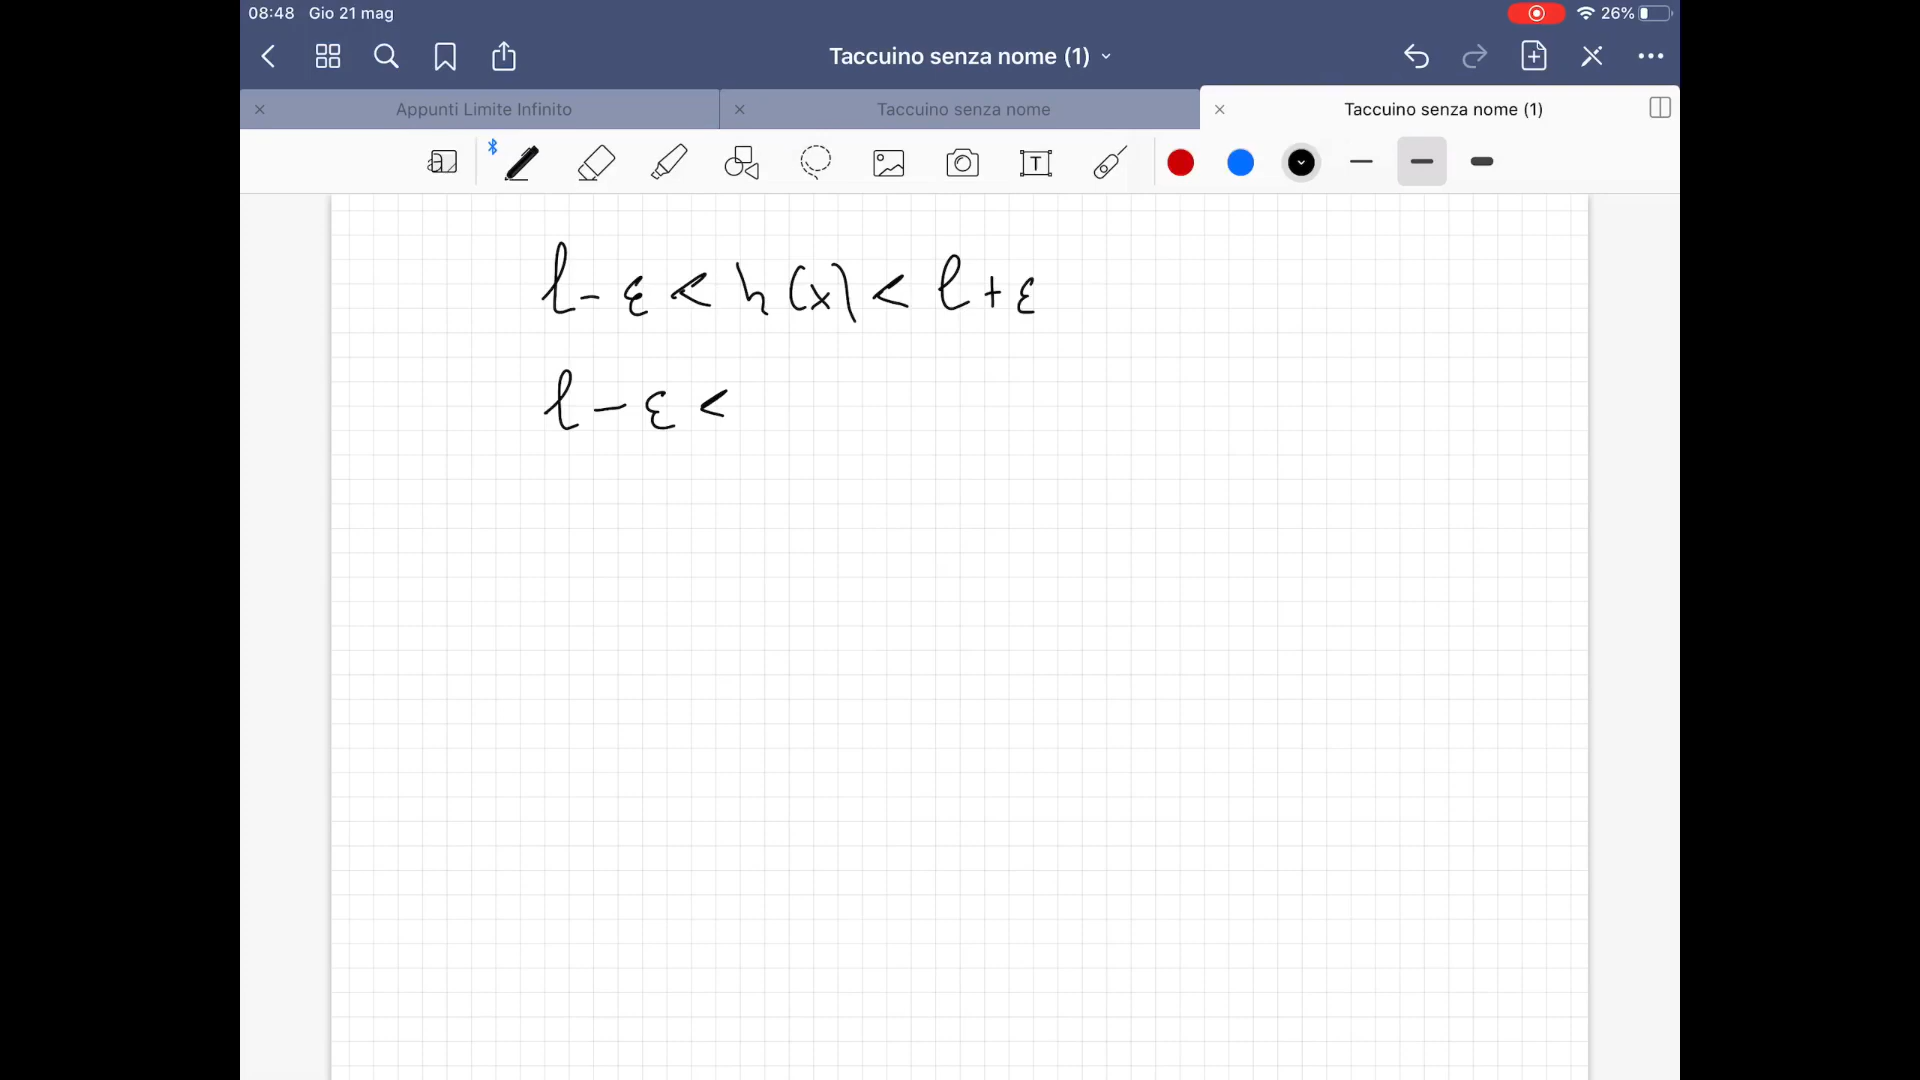 08:48 Gio 21 mag 26%
Taccuino senza nome (1)
Appunti Limite Infinito Taccuino senza nome Taccuino senza nome (1)
a T
l - ε < h(x) < l + ε
l - ε <